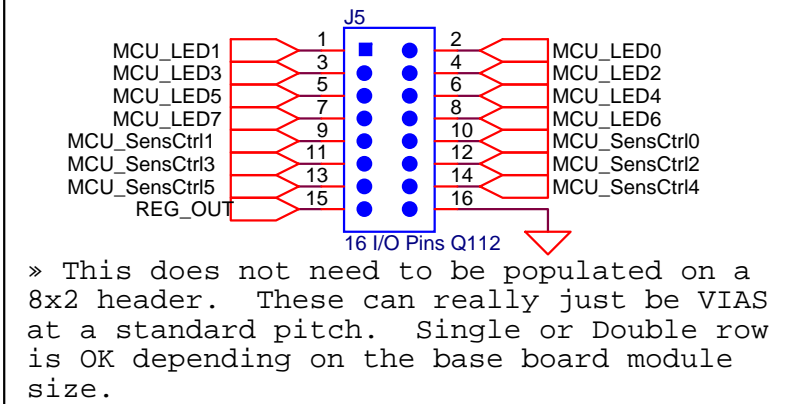 J5
MCU_LED1 1 2 MCU_LED0
MCU_LED3 3 4 MCU_LED2
MCU_LED5 5 6 MCU_LED4
MCU_LED7 7 8 MCU_LED6
MCU_SensCtrl1 9 10 MCU_SensCtrl0
MCU_SensCtrl3 11 12 MCU_SensCtrl2
MCU_SensCtrl5 13 14 MCU_SensCtrl4
REG_OUT 15 16
16 I/O Pins Q112
» This does not need to be populated on a
8x2 header.  These can really just be VIAS
at a standard pitch.  Single or Double row
is OK depending on the base board module
size.